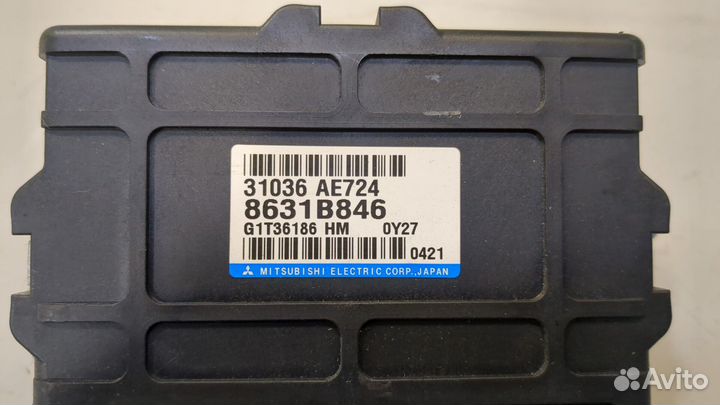 31036 AE724
8631B846
G1T36186 HM 0Y27
0421
MITSUBISHI ELECTRIC CORP.,JAPAN
Avito